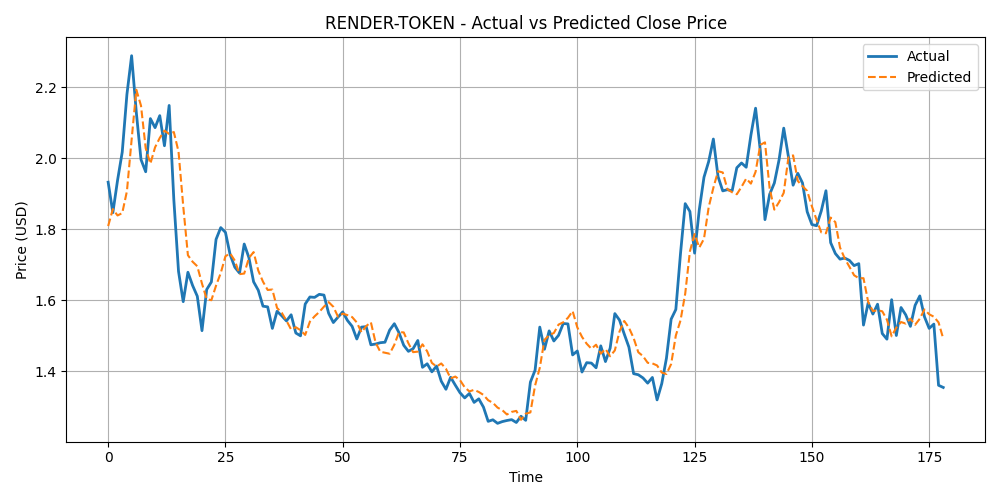 RENDER-TOKEN - Actual vs Predicted Close Price
Actual
Predicted
Price (USD)
2.2
2.0
1.8
1.6
1.4
0 25 50 75 100 125 150 175
Time